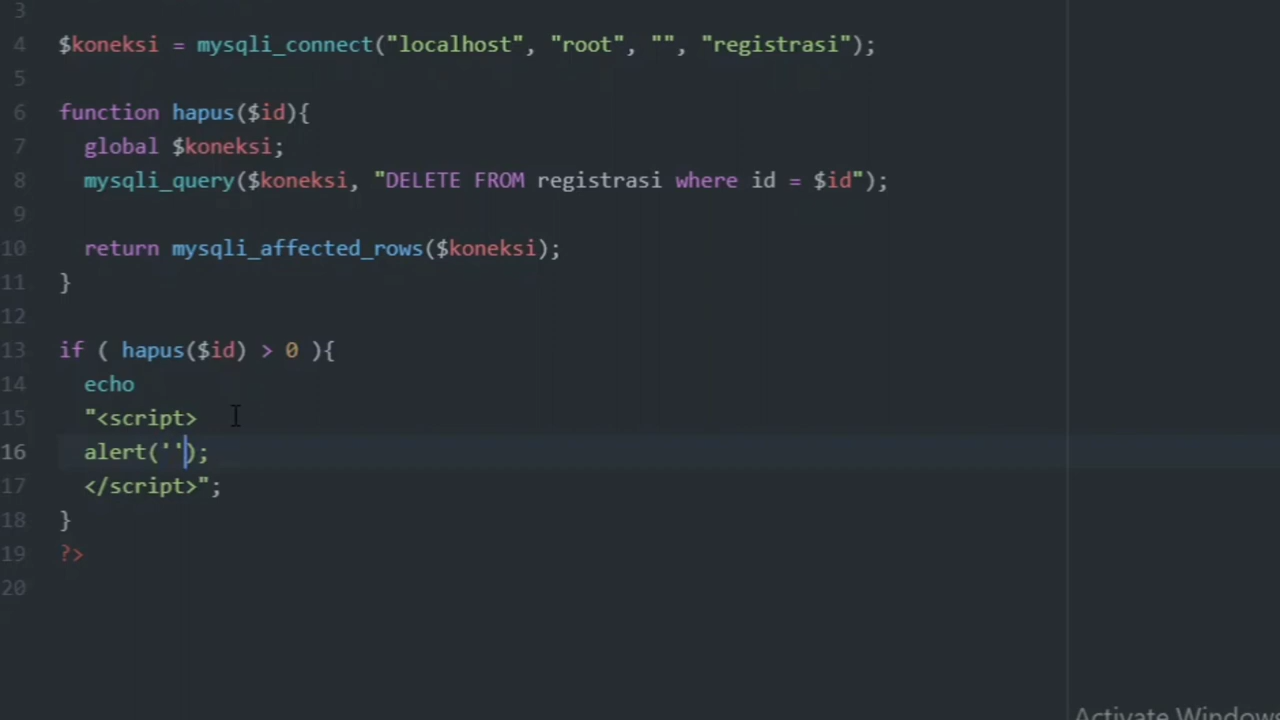 3
4 $koneksi = mysqli_connect("localhost", "root", "", "registrasi");
5
6 function hapus($id){
7 global $koneksi;
8 mysqli_query($koneksi, "DELETE FROM registrasi where id = $id");
9
10 return mysqli_affected_rows($koneksi);
11 }
12
13 if ( hapus($id) > 0 ){
14 echo
15 "<script>
16 alert('');
17 </script>";
18 }
19 ?>
20
Activate Windows